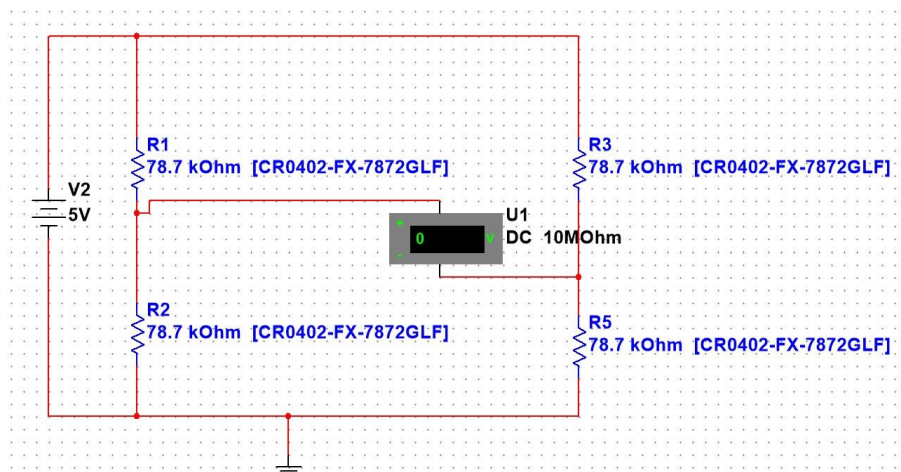 R1
78.7 kOhm [CR0402-FX-7872GLF]
R3
78.7 kOhm [CR0402-FX-7872GLF]
V2
5V
U1
+
0 V
-
DC 10MOhm
R2
78.7 kOhm [CR0402-FX-7872GLF]
R5
78.7 kOhm [CR0402-FX-7872GLF]